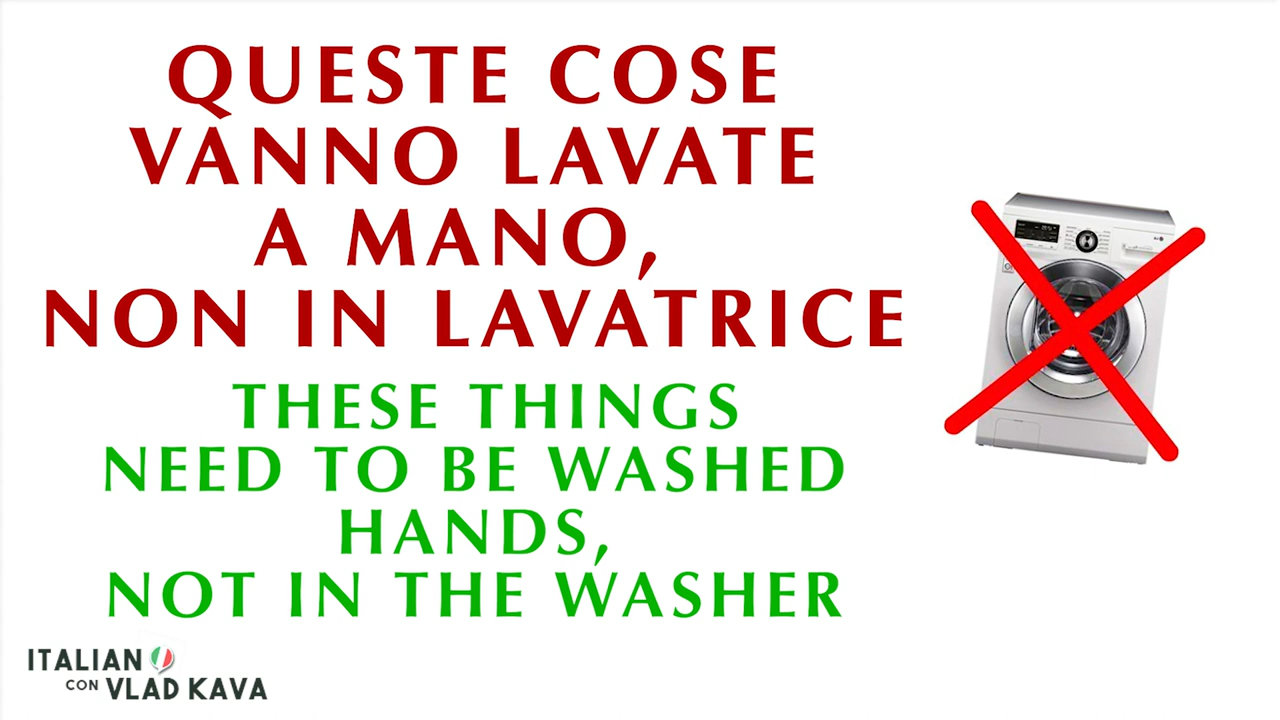 QUESTE COSE
VANNO LAVATE
A MANO,
NON IN LAVATRICE
THESE THINGS
NEED TO BE WASHED
HANDS,
NOT IN THE WASHER
ITALIAN
CON VLAD KAVA